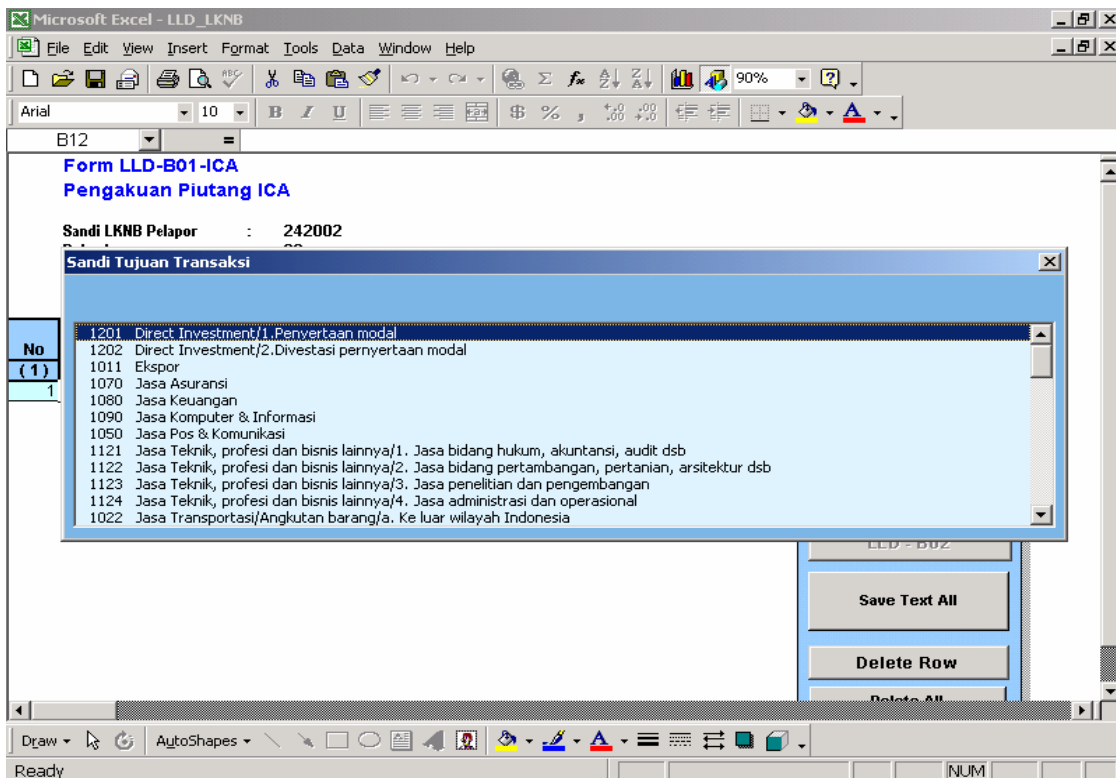 Microsoft Excel - LLD_LKNB
File Edit View Insert Format Tools Data Window Help
90%
Arial 10 B I U $ % ,
B12 =
Form LLD-B01-ICA
Pengakuan Piutang ICA
Sandi LKNB Pelapor : 242002
Sandi Tujuan Transaksi
1201 Direct Investment/1.Penyertaan modal
1202 Direct Investment/2.Divestasi pernyertaan modal
1011 Ekspor
1070 Jasa Asuransi
1080 Jasa Keuangan
1090 Jasa Komputer & Informasi
1050 Jasa Pos & Komunikasi
1121 Jasa Teknik, profesi dan bisnis lainnya/1. Jasa bidang hukum, akuntansi, audit dsb
1122 Jasa Teknik, profesi dan bisnis lainnya/2. Jasa bidang pertambangan, pertanian, arsitektur dsb
1123 Jasa Teknik, profesi dan bisnis lainnya/3. Jasa penelitian dan pengembangan
1124 Jasa Teknik, profesi dan bisnis lainnya/4. Jasa administrasi dan operasional
1022 Jasa Transportasi/Angkutan barang/a. Ke luar wilayah Indonesia
No
(1)
1
LLD - B02
Save Text All
Delete Row
Delete All
Draw AutoShapes
Ready NUM